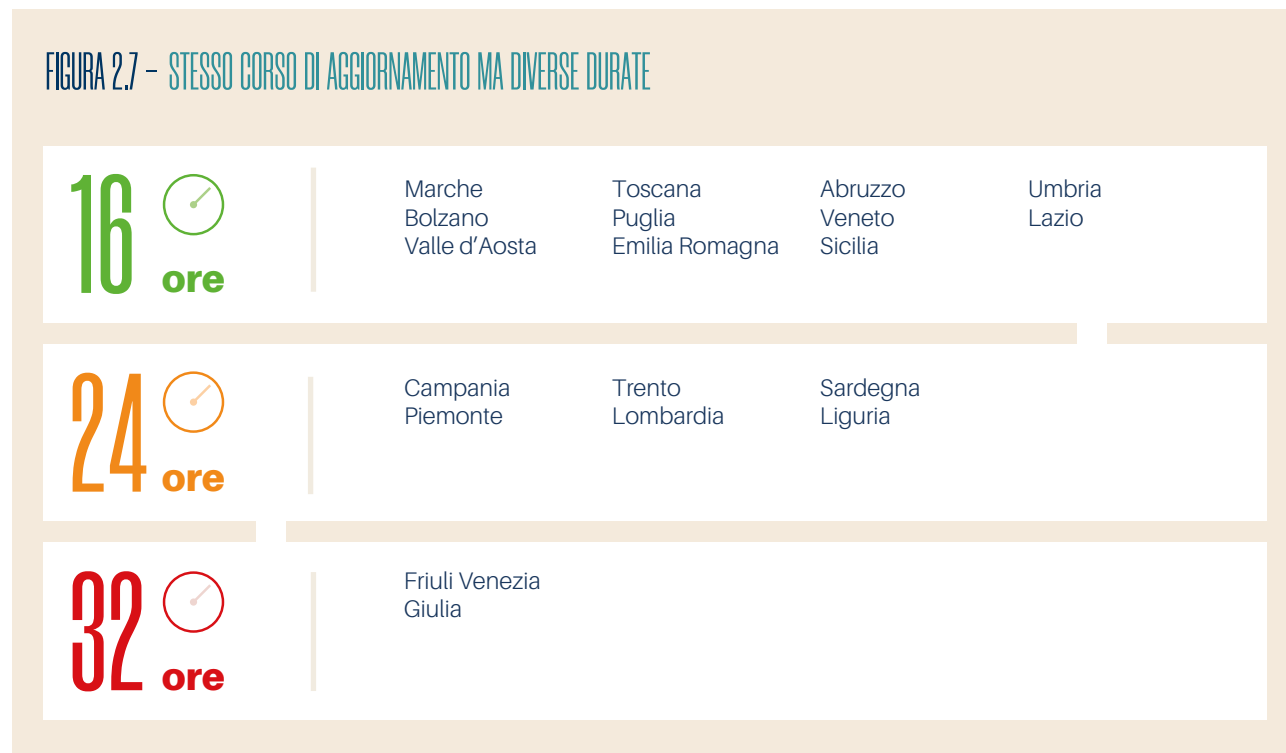 FIGURA 2.7 – STESSO CORSO DI AGGIORNAMENTO MA DIVERSE DURATE
16 ore
Marche
Bolzano
Valle d’Aosta
Toscana
Puglia
Emilia Romagna
Abruzzo
Veneto
Sicilia
Umbria
Lazio
24 ore
Campania
Piemonte
Trento
Lombardia
Sardegna
Liguria
32 ore
Friuli Venezia
Giulia